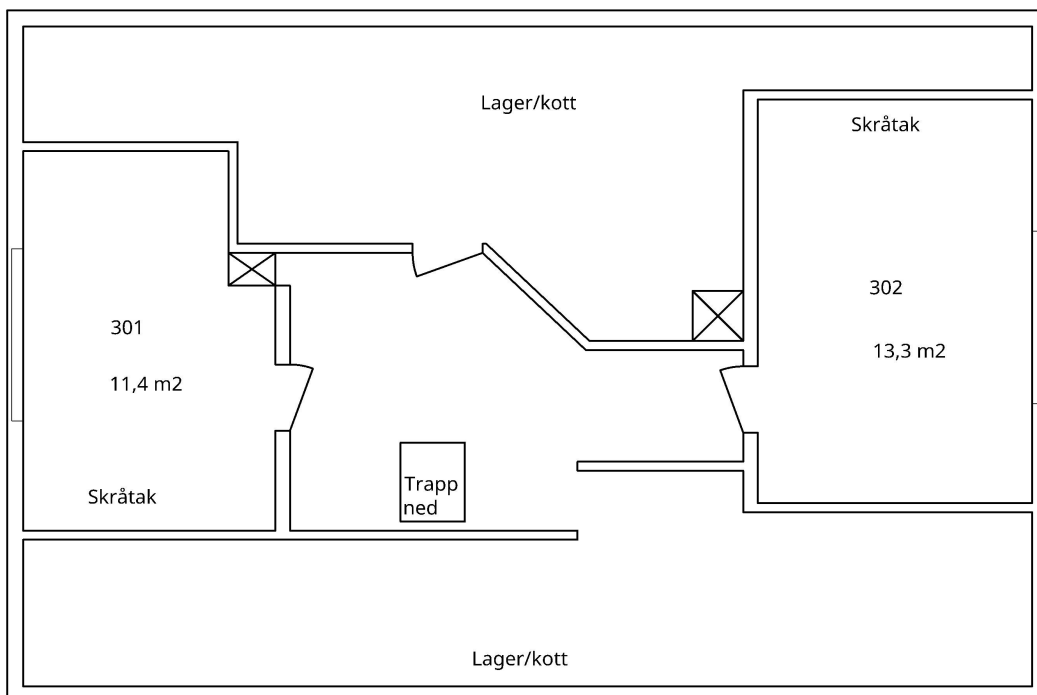 Lager/kott
Skråtak
302
13,3 m2
301
11,4 m2
Skråtak
Trapp
ned
Lager/kott